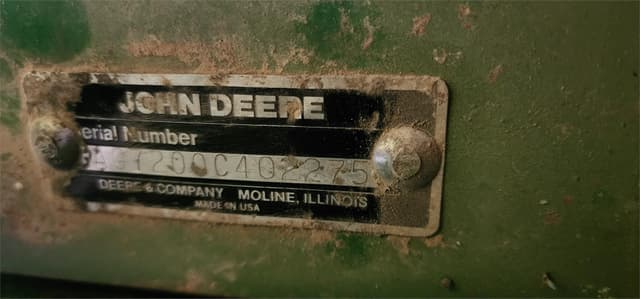 JOHN DEERE
erial Number
1200C402275
DEERE & COMPANY MOLINE, ILLINOIS
MADE IN USA